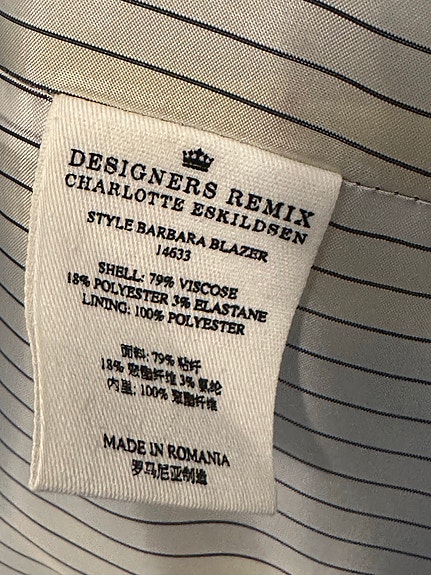 DESIGNERS REMIX
CHARLOTTE ESKILDSEN
STYLE BARBARA BLAZER
14633
SHELL: 79% VISCOSE
18% POLYESTER 3% ELASTANE
LINING: 100% POLYESTER
面料: 79% 粘纤
18% 聚酯纤维 3% 氨纶
内里: 100% 聚酯纤维
MADE IN ROMANIA
罗马尼亚制造